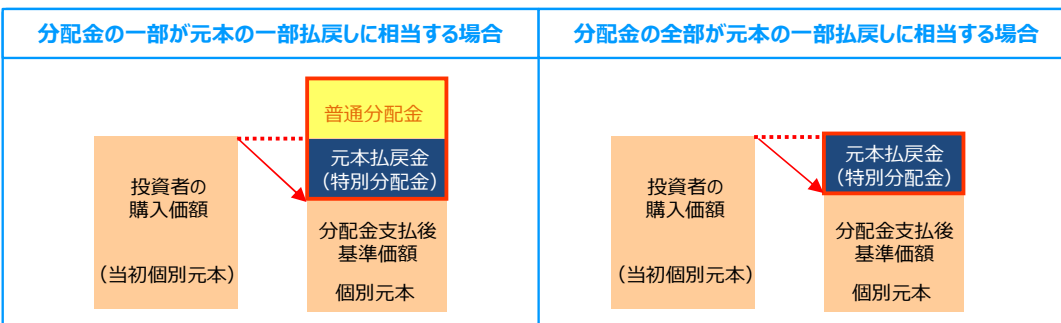 分配金の一部が元本の一部払戻しに相当する場合
分配金の全部が元本の一部払戻しに相当する場合
投資者の
購入価額
（当初個別元本）
普通分配金
元本払戻金
（特別分配金）
分配金支払後
基準価額
個別元本
投資者の
購入価額
（当初個別元本）
元本払戻金
（特別分配金）
分配金支払後
基準価額
個別元本